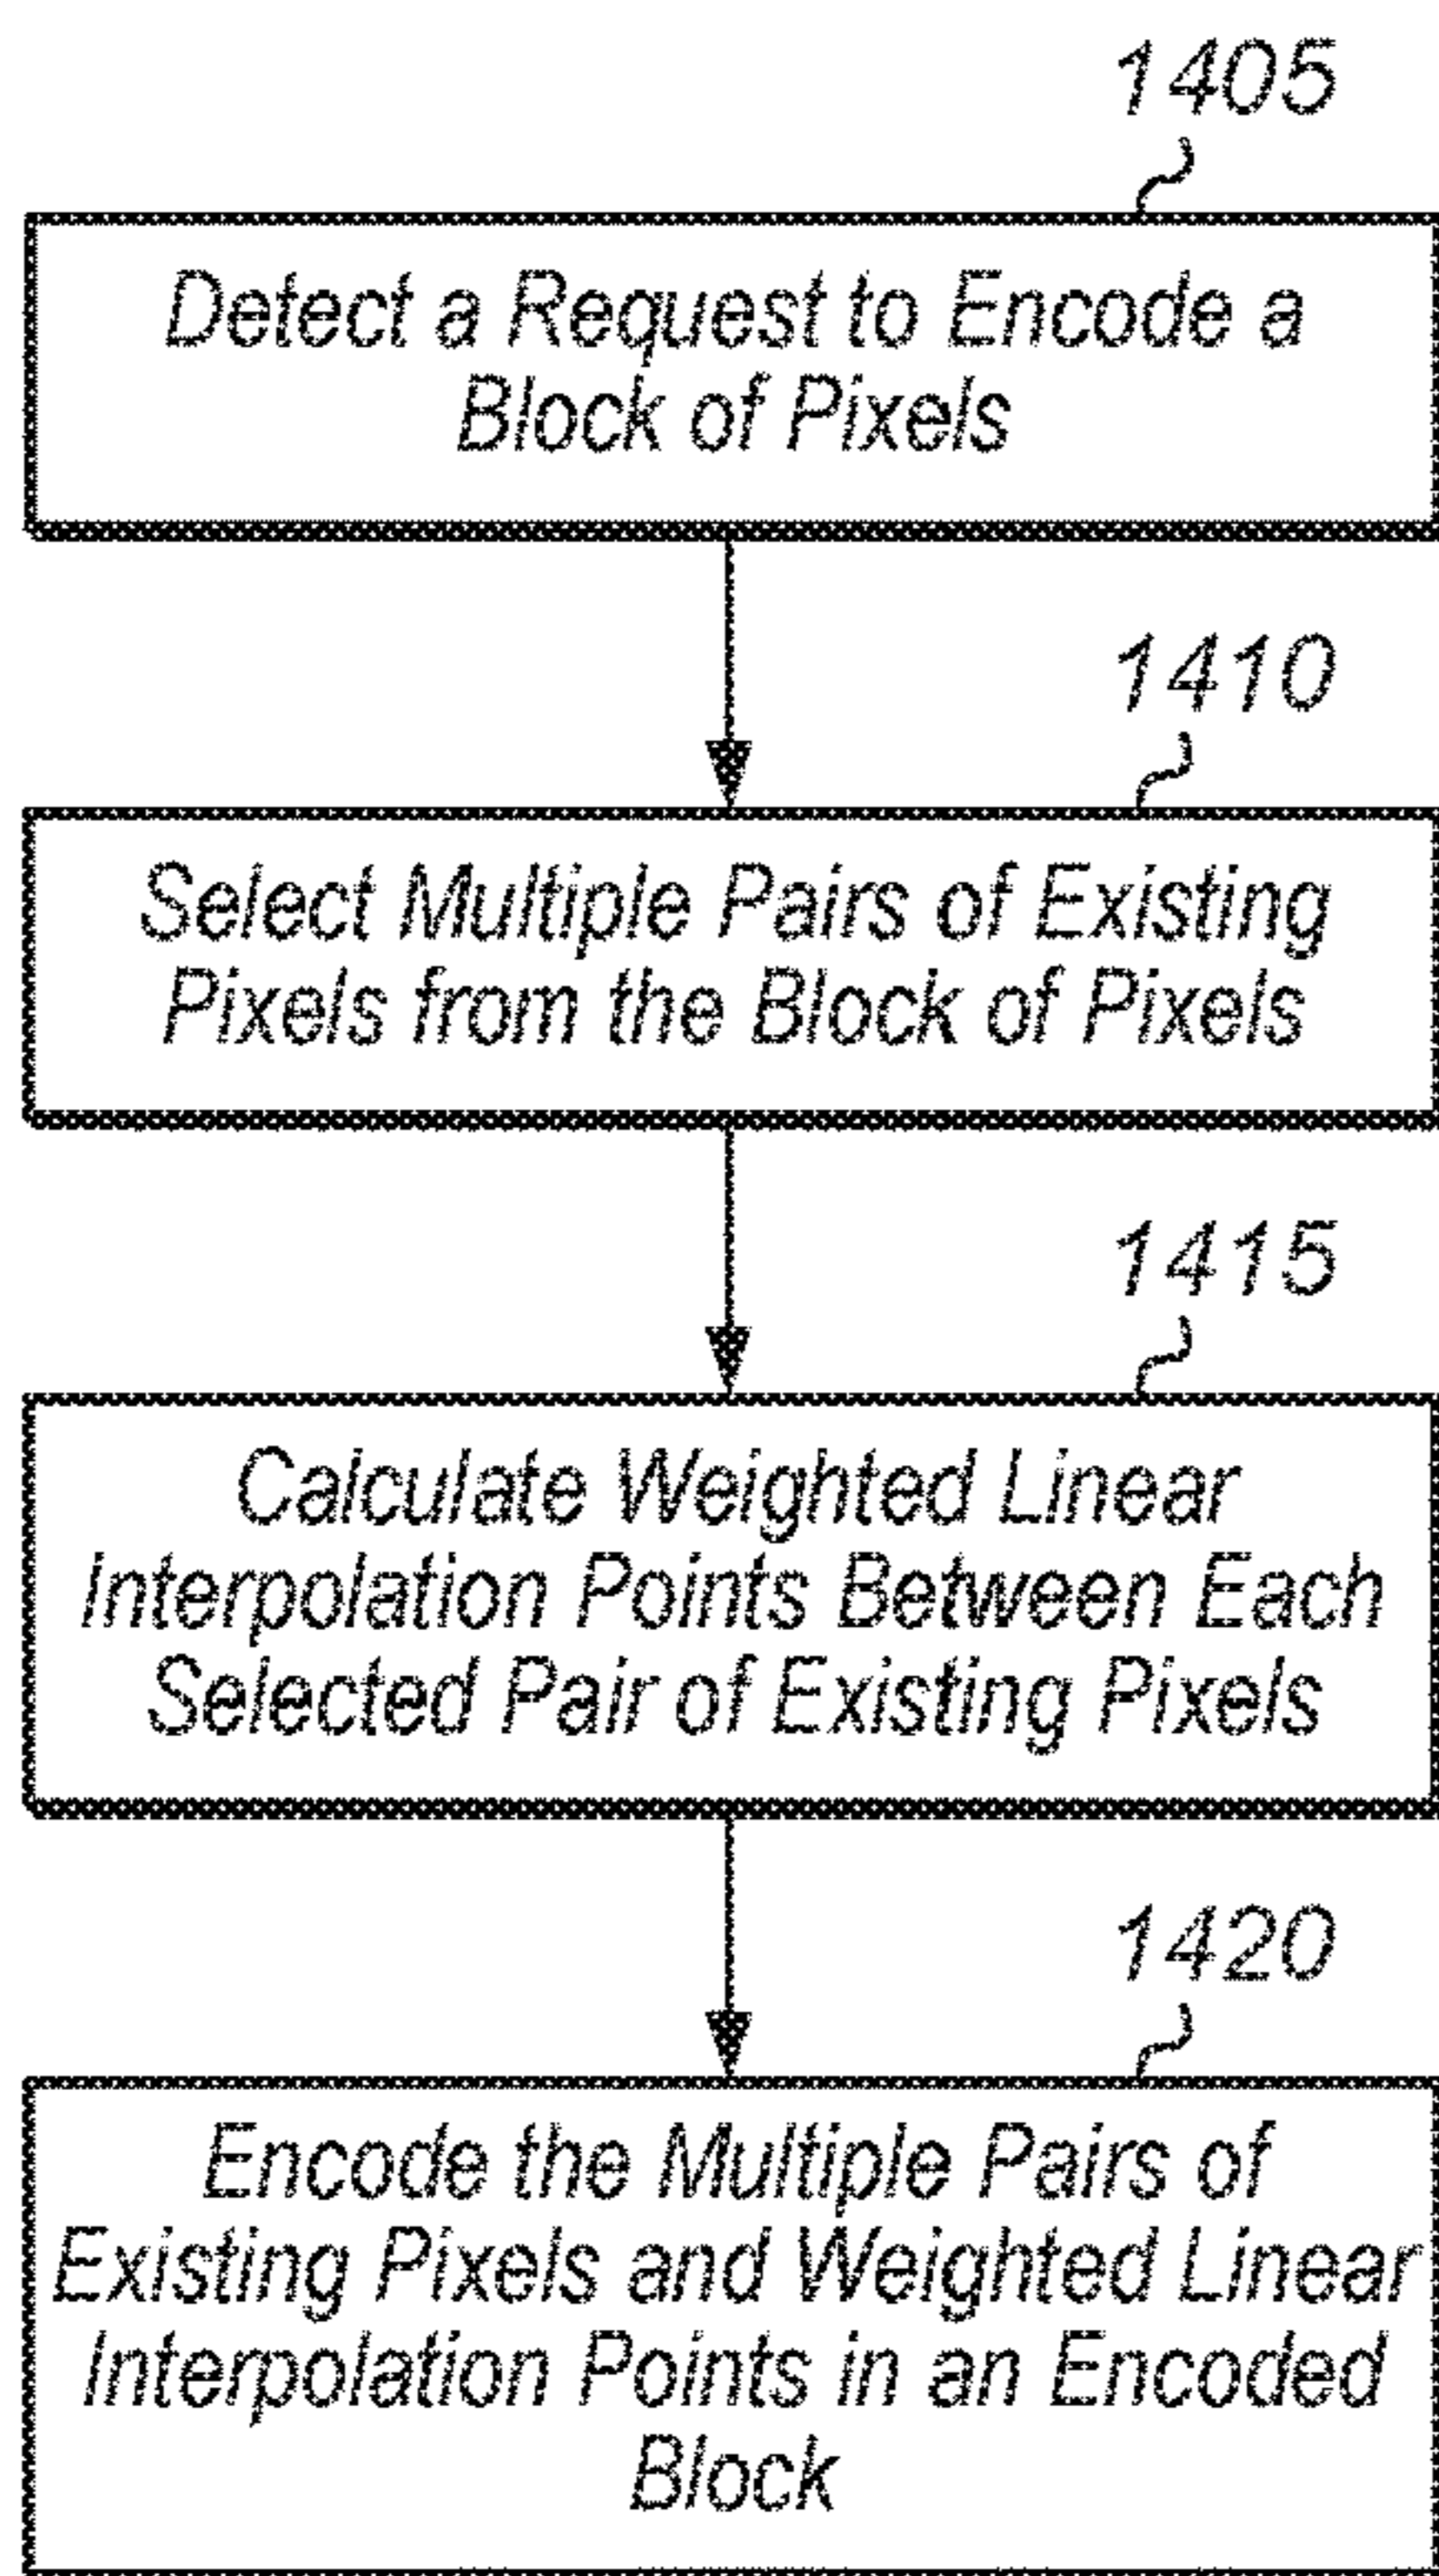 1405
Detect a Request to Encode a
Block of Pixels
1410
Select Multiple Pairs of Existing
Pixels from the Block of Pixels
1415
Calculate Weighted Linear
Interpolation Points Between Each
Selected Pair of Existing Pixels
1420
Encode the Multiple Pairs of
Existing Pixels and Weighted Linear
Interpolation Points in an Encoded
Block